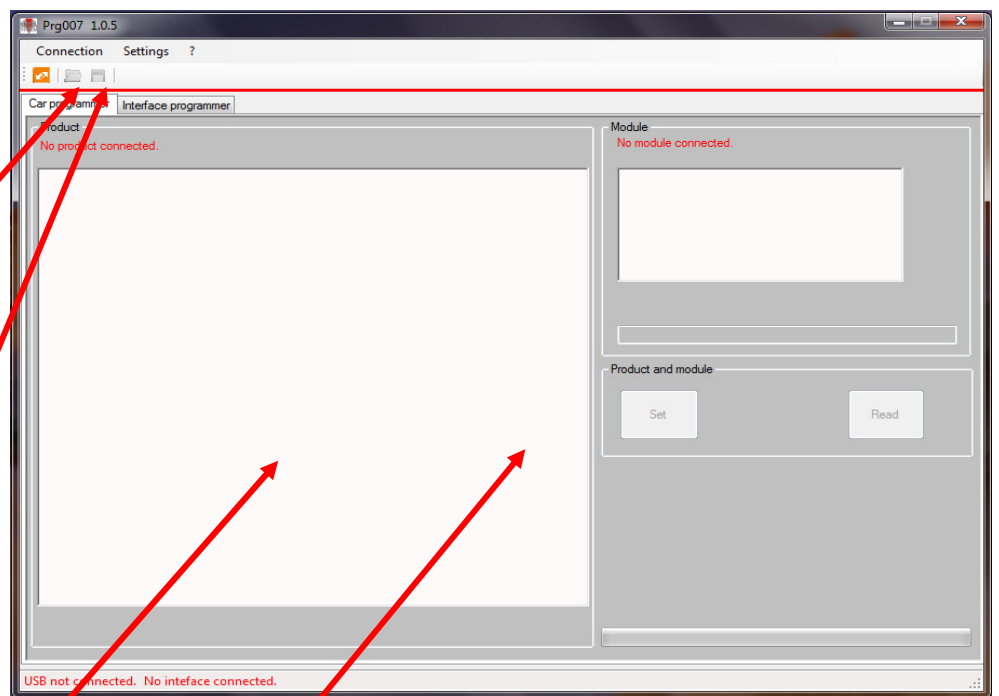 Prg007 1.0.5
Connection Settings ?
Car programmer Interface programmer
Product
No product connected.
Module
No module connected.
Product and module
Set Read
USB not connected. No inteface connected.